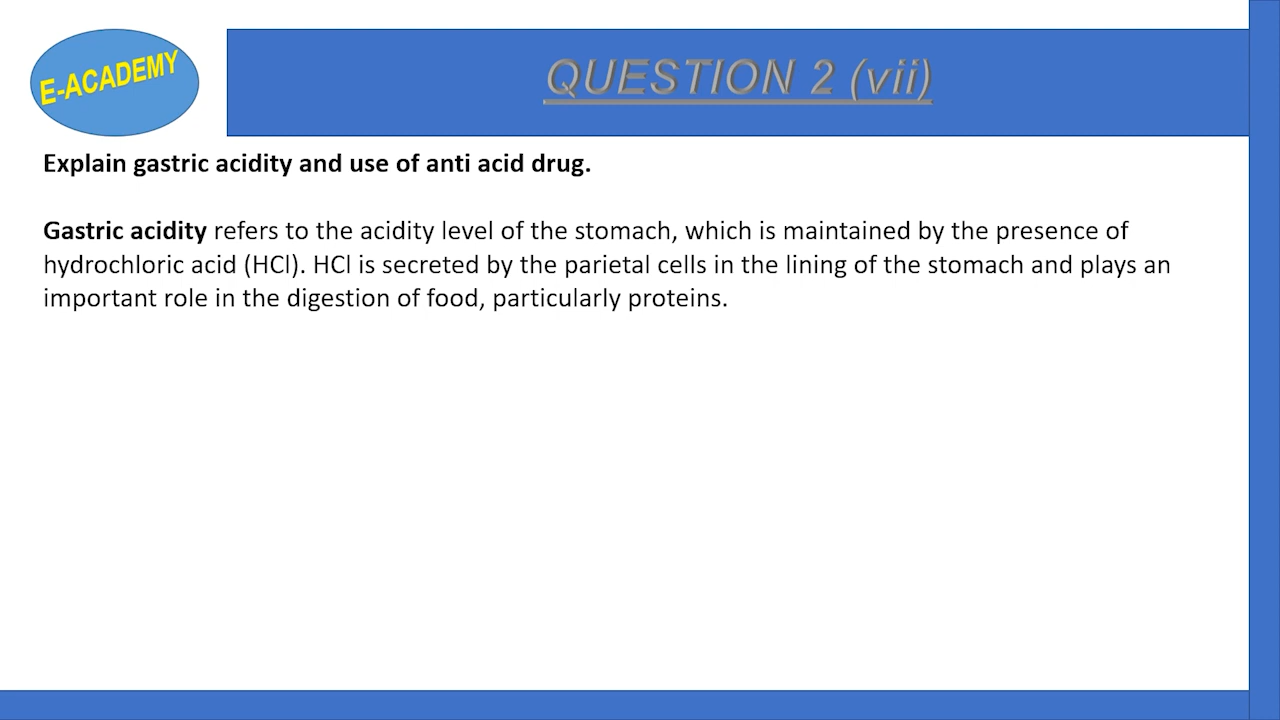 E-ACADEMY
QUESTION 2 (vii)
Explain gastric acidity and use of anti acid drug.
Gastric acidity refers to the acidity level of the stomach, which is maintained by the presence of
hydrochloric acid (HCl). HCl is secreted by the parietal cells in the lining of the stomach and plays an
important role in the digestion of food, particularly proteins.